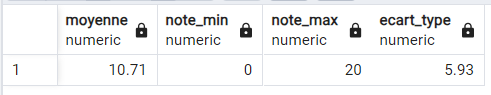 moyenne note_min note_max ecart_type
numeric numeric numeric numeric
1 10.71 0 20 5.93